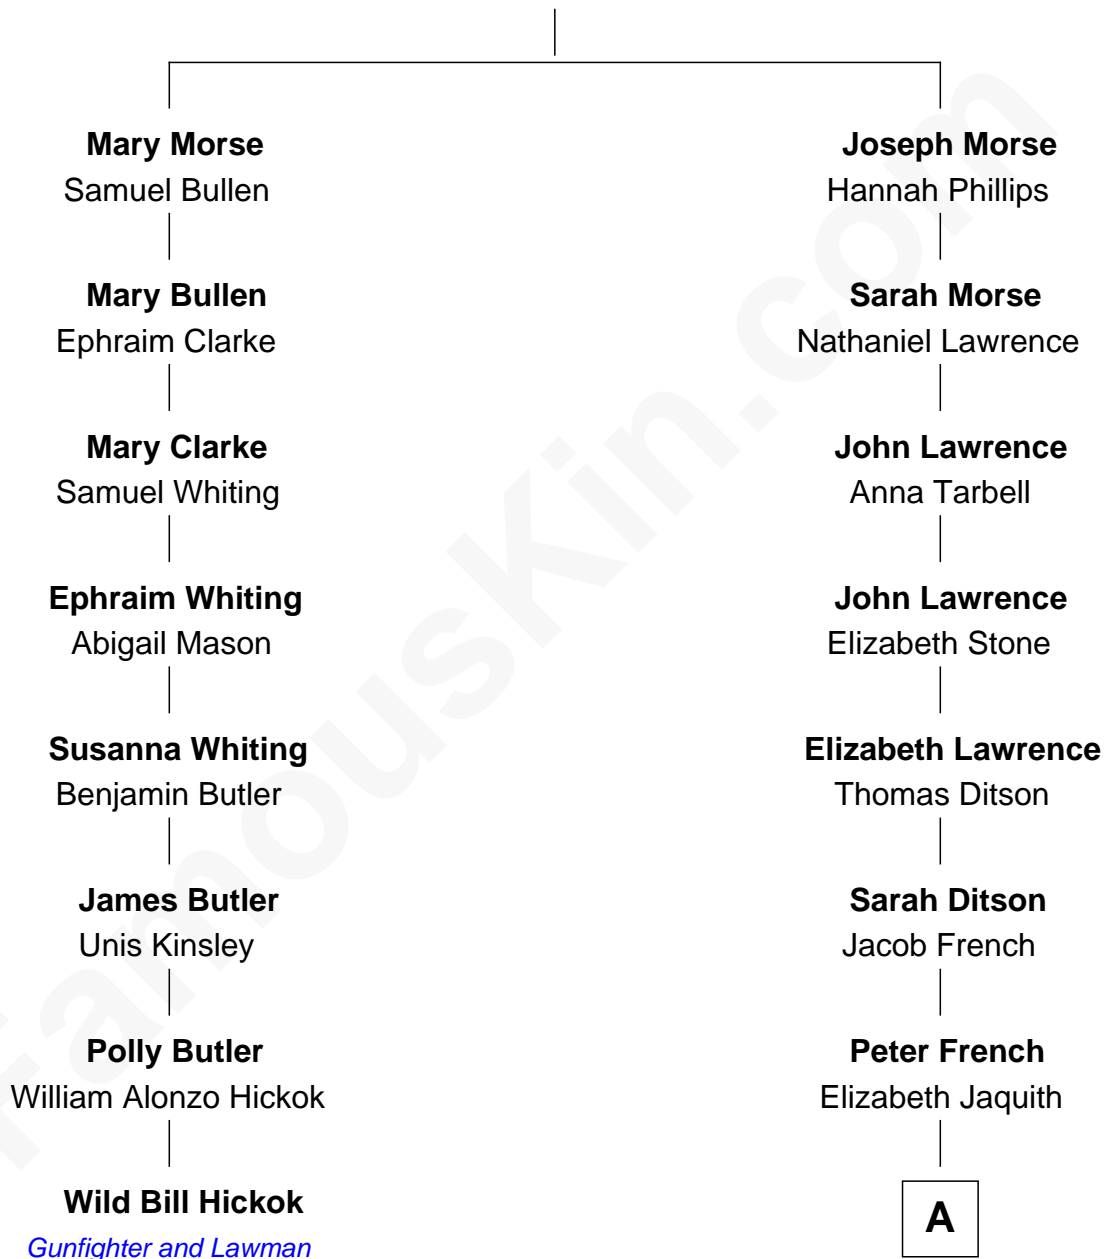 Mary Morse
Samuel Bullen
Mary Bullen
Ephraim Clarke
Mary Clarke
Samuel Whiting
Ephraim Whiting
Abigail Mason
Susanna Whiting
Benjamin Butler
James Butler
Unis Kinsley
Polly Butler
William Alonzo Hickok
Wild Bill Hickok
Gunfighter and Lawman
Joseph Morse
Hannah Phillips
Sarah Morse
Nathaniel Lawrence
John Lawrence
Anna Tarbell
John Lawrence
Elizabeth Stone
Elizabeth Lawrence
Thomas Ditson
Sarah Ditson
Jacob French
Peter French
Elizabeth Jaquith
A
FamousKin.com